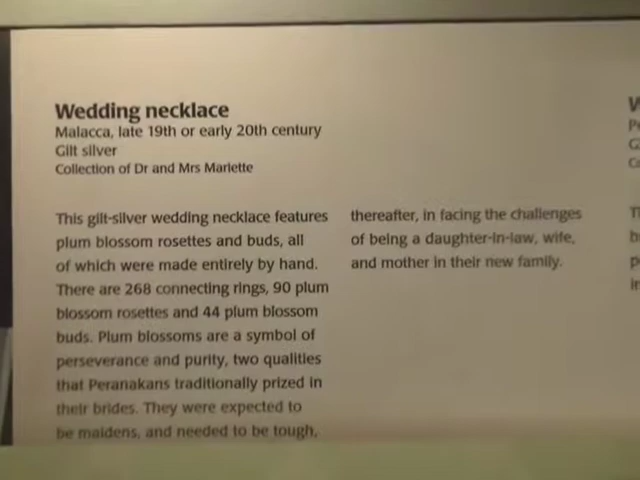 Wedding necklace
Malacca, late 19th or early 20th century
Gilt silver
Collection of Dr and Mrs Mariette
This gilt-silver wedding necklace features
plum blossom rosettes and buds, all
of which were made entirely by hand.
There are 268 connecting rings, 90 plum
blossom rosettes and 44 plum blossom
buds. Plum blossoms are a symbol of
perseverance and purity, two qualities
that Peranakans traditionally prized in
their brides. They were expected to
be maidens, and needed to be tough,
thereafter, in facing the challenges
of being a daughter-in-law, wife,
and mother in their new family.